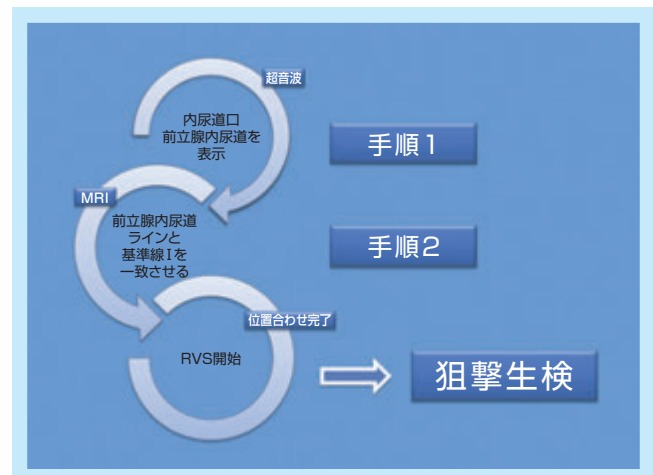 超音波
内尿道口
前立腺内尿道を
表示
手順1
MRI
前立腺内尿道
ラインと
基準線Iを
一致させる
手順2
位置合わせ完了
RVS開始
狙撃生検